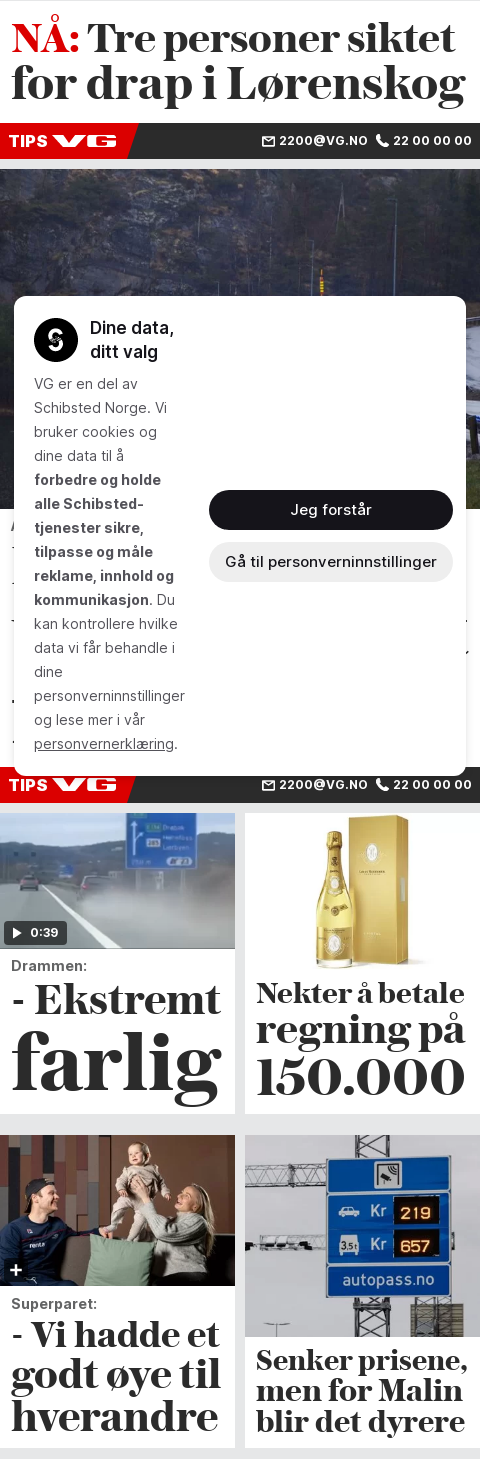 NÅ: Tre personer siktet
for drap i Lørenskog
TIPS VG
2200@VG.NO 22 00 00 00
Dine data,
ditt valg
VG er en del av
Schibsted Norge. Vi
bruker cookies og
dine data til å
forbedre og holde
alle Schibsted-
tjenester sikre,
tilpasse og måle
reklame, innhold og
kommunikasjon. Du
kan kontrollere hvilke
data vi får behandle i
dine
personverninnstillinger
og lese mer i vår
personvernerklæring.
Jeg forstår
Gå til personverninnstillinger
TIPS VG
2200@VG.NO 22 00 00 00
0:39
Drammen:
- Ekstremt
farlig
Nekter å betale
regning på
150.000
Superparet:
- Vi hadde et
godt øye til
hverandre
Kr 219
3,5t Kr 657
autopass.no
Senker prisene,
men for Malin
blir det dyrere